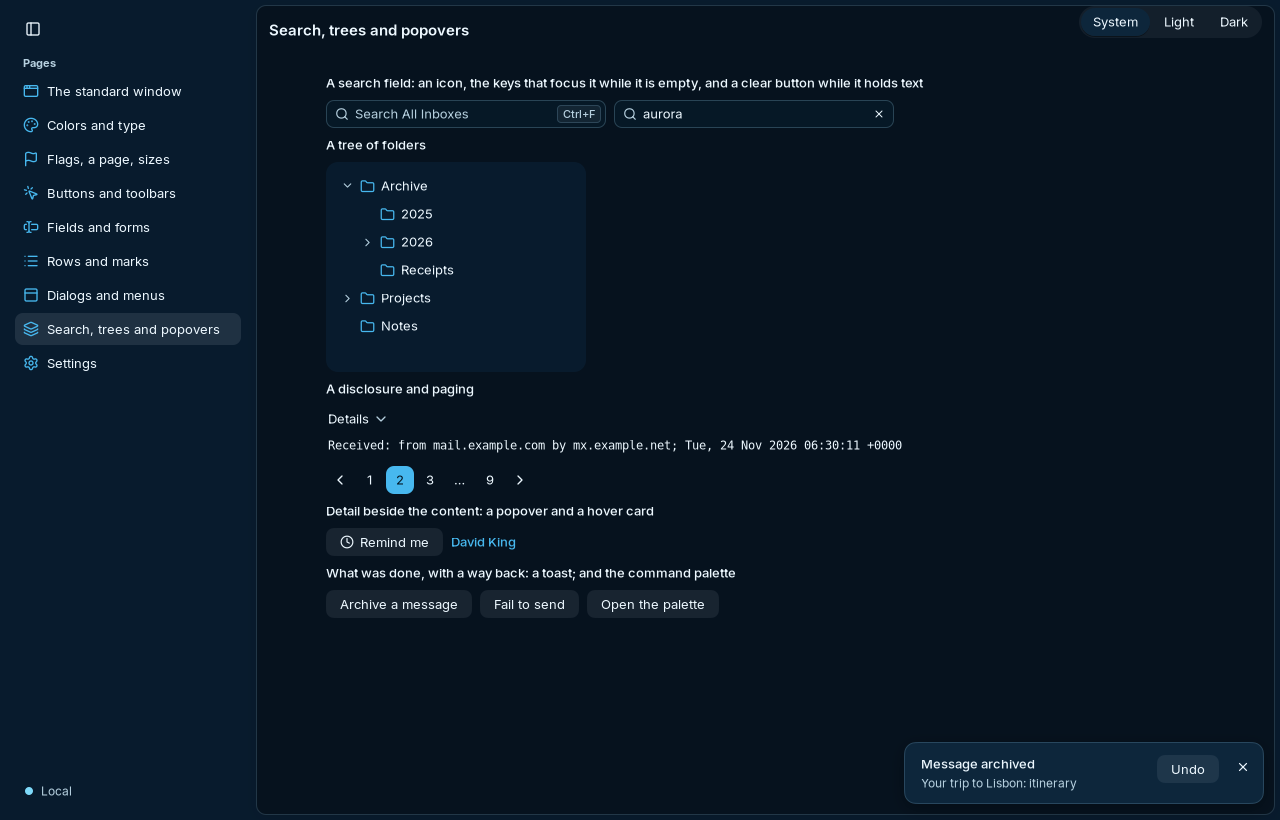 Search, trees and popovers
System
Light
Dark
Pages
The standard window
Colors and type
Flags, a page, sizes
Buttons and toolbars
Fields and forms
Rows and marks
Dialogs and menus
Search, trees and popovers
Settings
Local
A search field: an icon, the keys that focus it while it is empty, and a clear button while it holds text
Search All Inboxes
Ctrl+F
aurora
A tree of folders
Archive
2025
2026
Receipts
Projects
Notes
A disclosure and paging
Details
Received: from mail.example.com by mx.example.net; Tue, 24 Nov 2026 06:30:11 +0000
1 2 3 … 9
Detail beside the content: a popover and a hover card
Remind me
David King
What was done, with a way back: a toast; and the command palette
Archive a message
Fail to send
Open the palette
Message archived
Your trip to Lisbon: itinerary
Undo